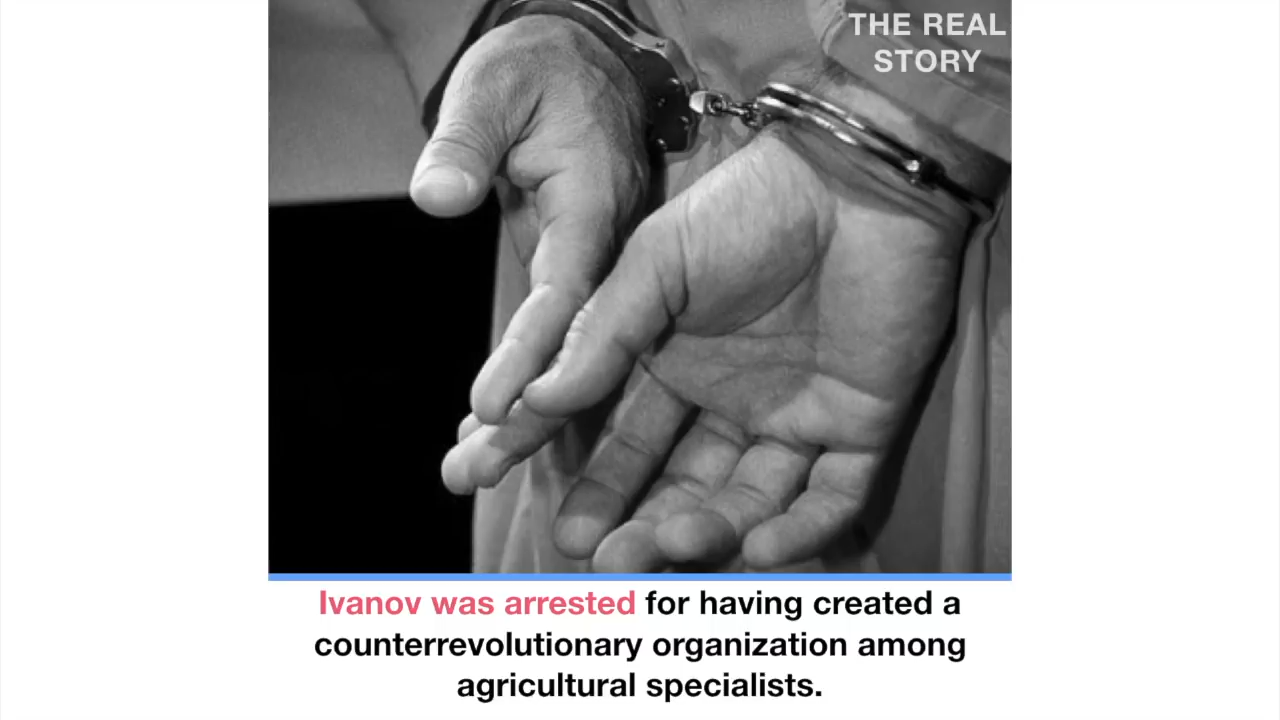 THE REAL
STORY
Ivanov was arrested for having created a
counterrevolutionary organization among
agricultural specialists.